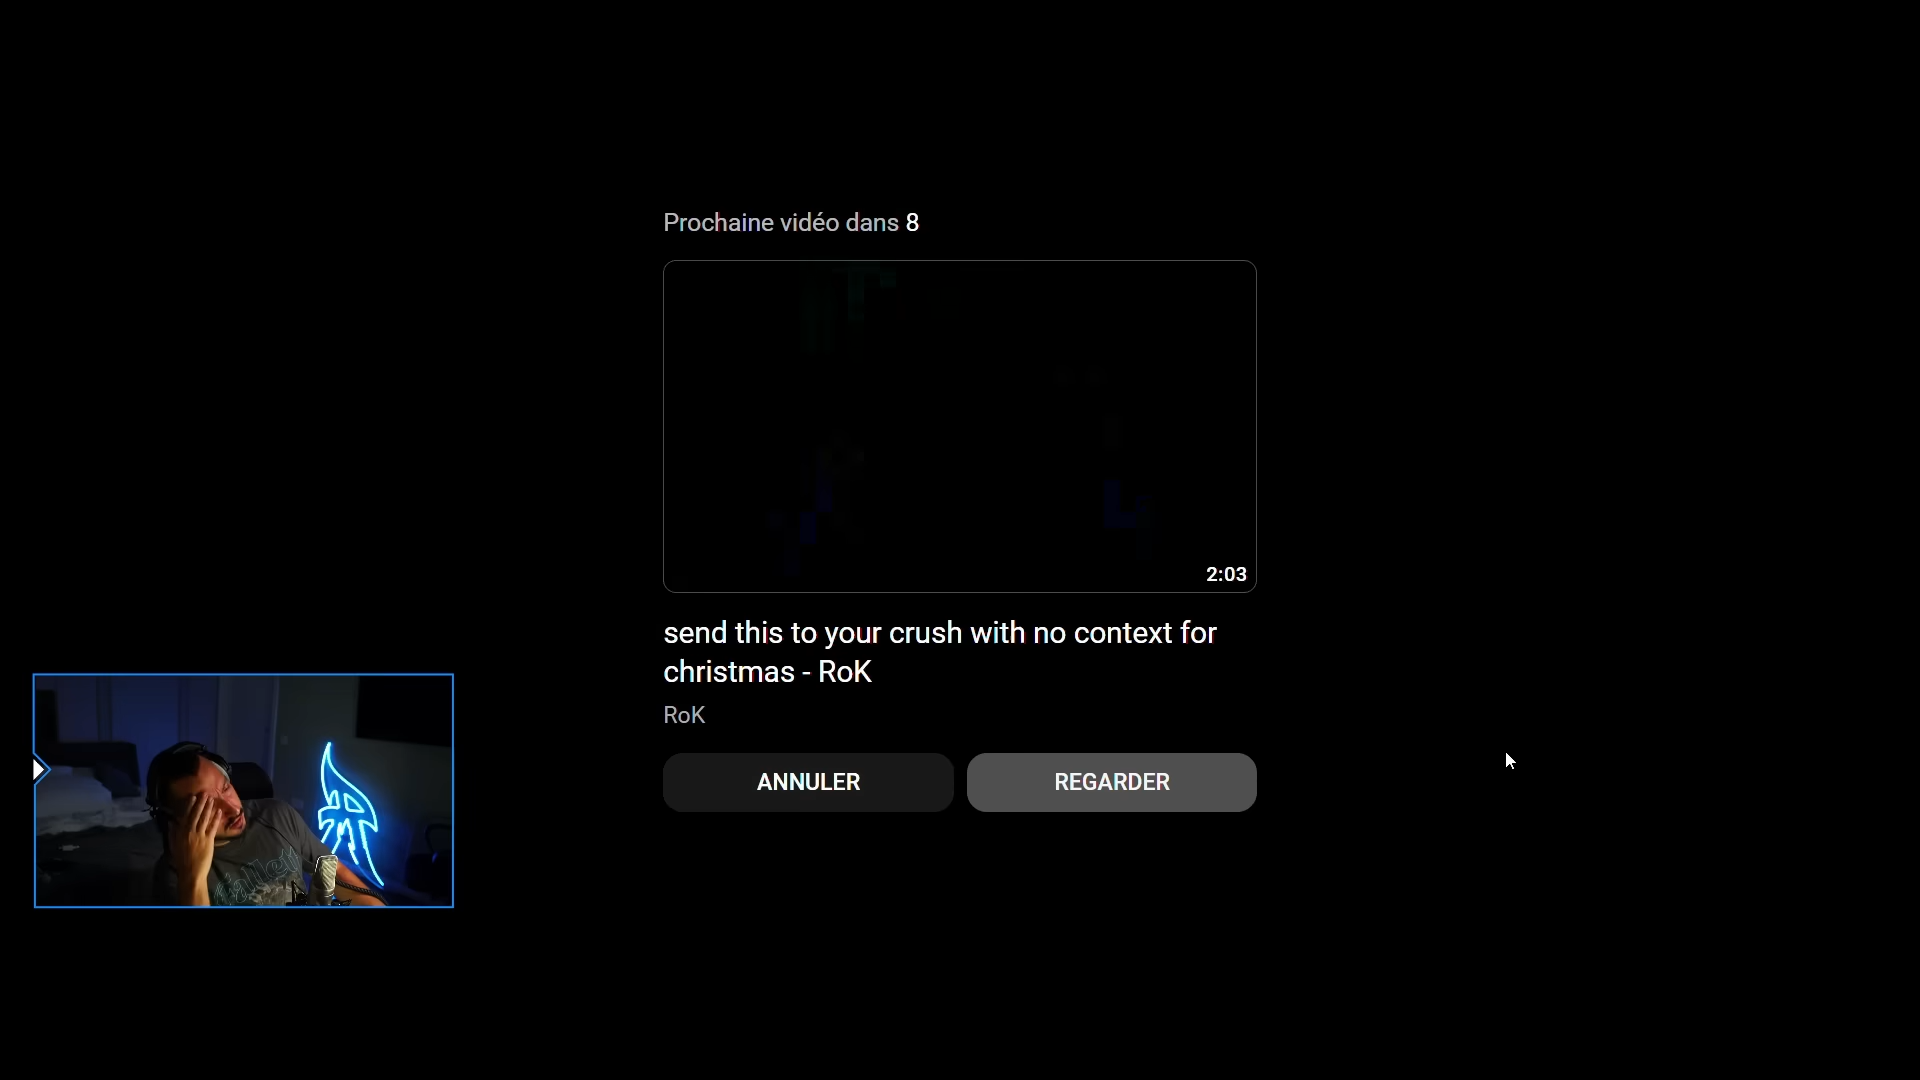 Prochaine vidéo dans 8
2:03
send this to your crush with no context for
christmas - RoK
RoK
ANNULER
REGARDER